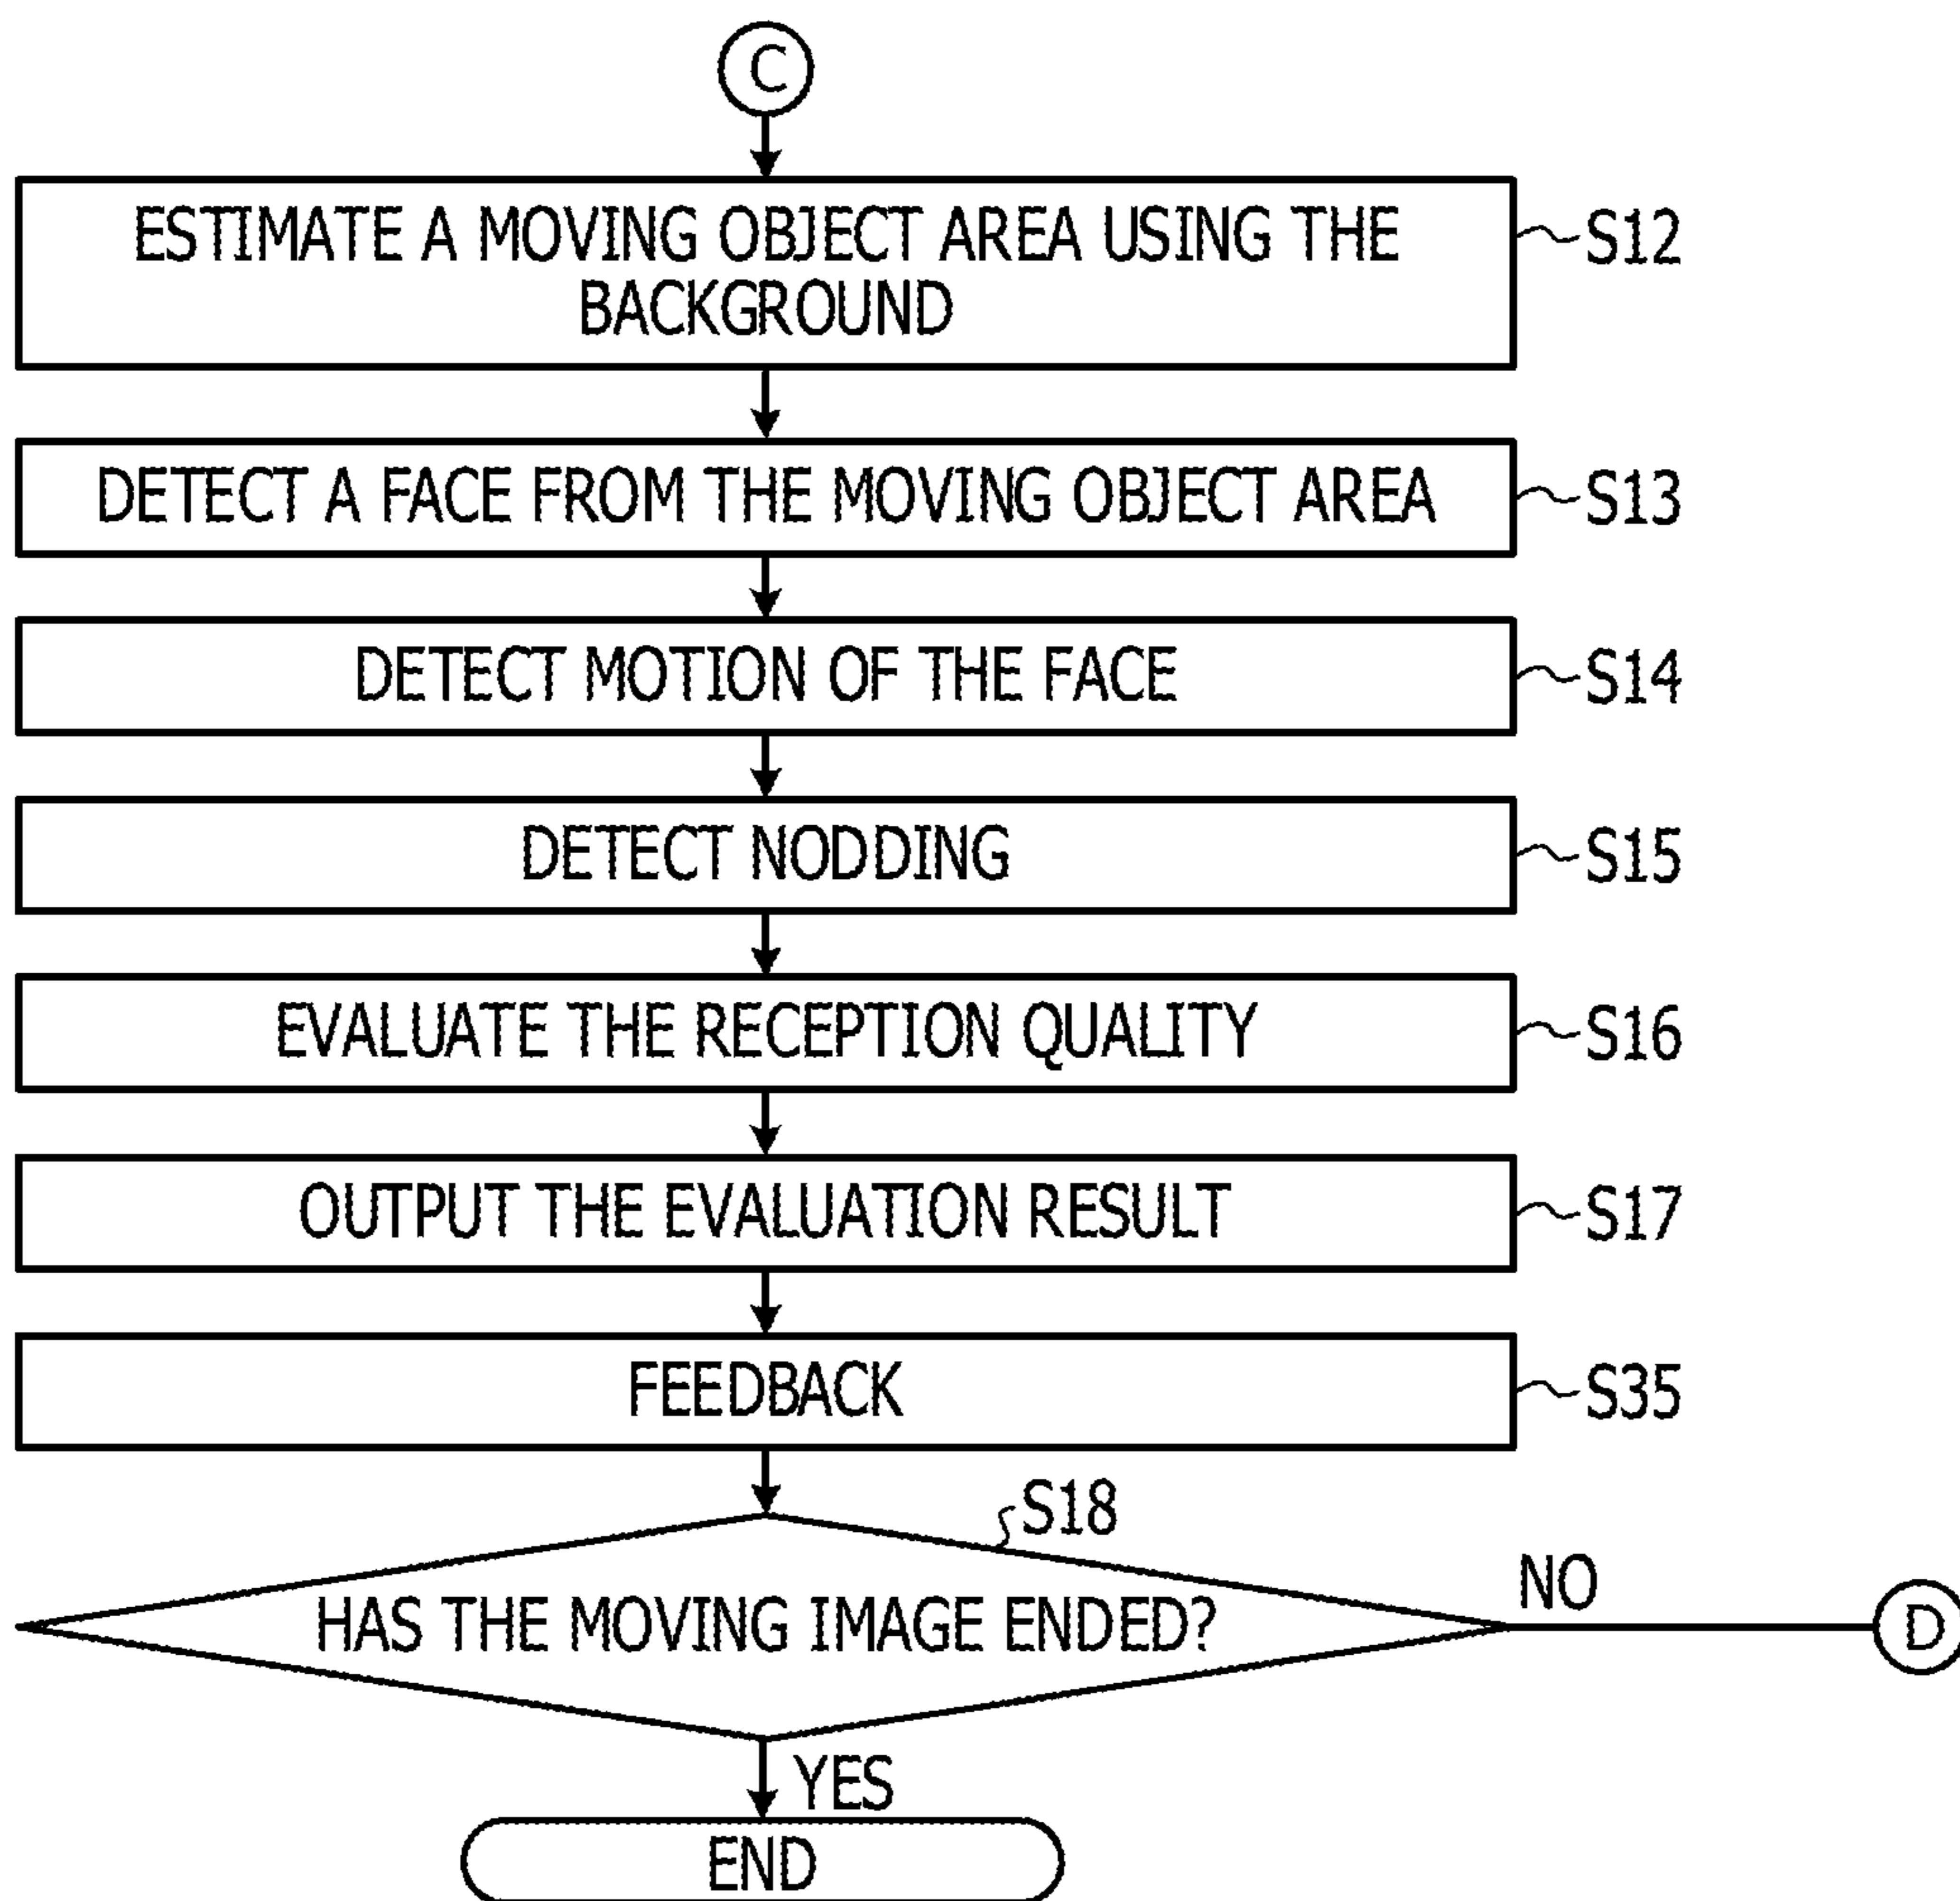 C
ESTIMATE A MOVING OBJECT AREA USING THE
BACKGROUND
S12
DETECT A FACE FROM THE MOVING OBJECT AREA
S13
DETECT MOTION OF THE FACE
S14
DETECT NODDING
S15
EVALUATE THE RECEPTION QUALITY
S16
OUTPUT THE EVALUATION RESULT
S17
FEEDBACK
S35
S18
HAS THE MOVING IMAGE ENDED?
NO
D
YES
END